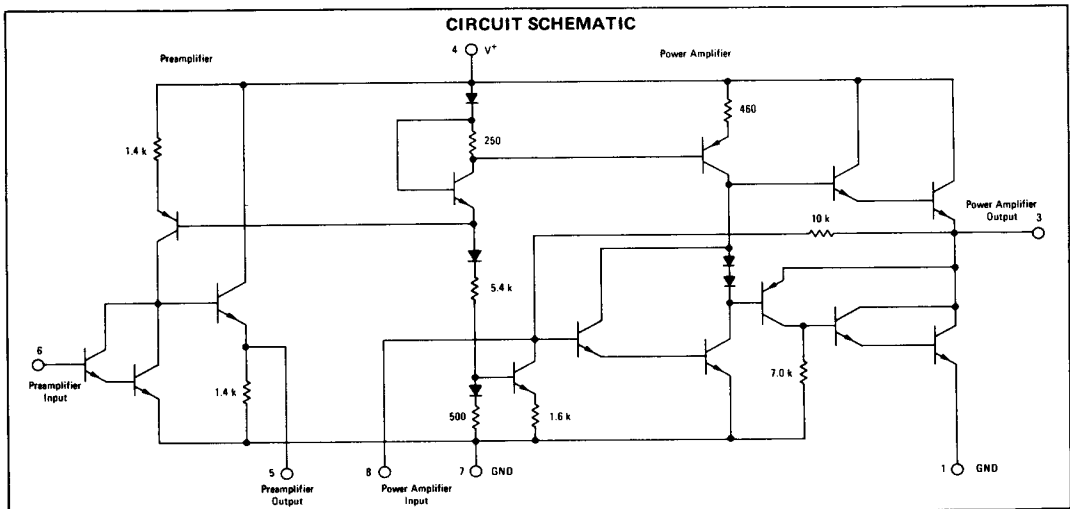 CIRCUIT SCHEMATIC
Preamplifier
4 V+
Power Amplifier
460
1.4 k
250
Power Amplifier
Output
3
10 k
5.4 k
6
Preamplifier
Input
1.4 k
7.0 k
500
1.6 k
5
Preamplifier
Output
8 Power Amplifier
Input
7 GND
1 GND